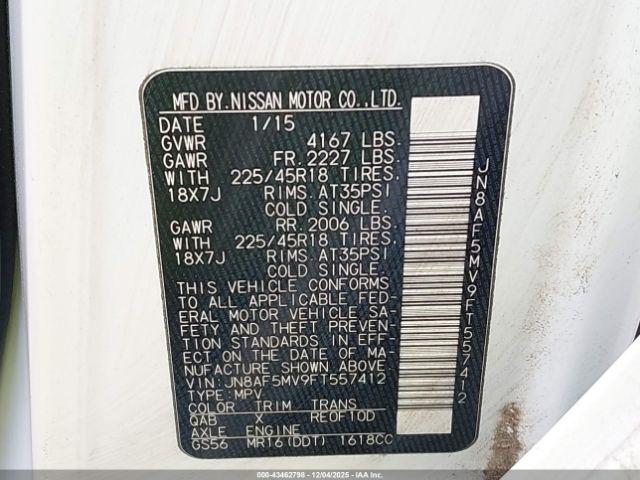 MFD BY.NISSAN MOTOR CO.,LTD.
DATE 1/15
GVWR 4167 LBS.
GAWR FR. 2227 LBS.
WITH 225/45R18 TIRES.
18X7J RIMS. AT35PSI
COLD SINGLE
GAWR RR. 2006 LBS.
WITH 225/45R18 TIRES.
18X7J RIMS. AT35PSI
COLD SINGLE
THIS VEHICLE CONFORMS
TO ALL APPLICABLE FED-
ERAL MOTOR VEHICLE SA-
FETY AND THEFT PREVEN-
TION STANDARDS IN EFF-
ECT ON THE DATE OF MA-
NUFACTURE SHOWN ABOVE.
VIN: JN8AF5MV9FT557412
TYPE: MPV.
COLOR TRIM TRANS
QAB X RE0F10D
AXLE ENGINE
GS56 MR16(DDT) 1618CC
JN8AF5MV9FT557412
000-43462798 - 12/04/2025 - IAAI.COM